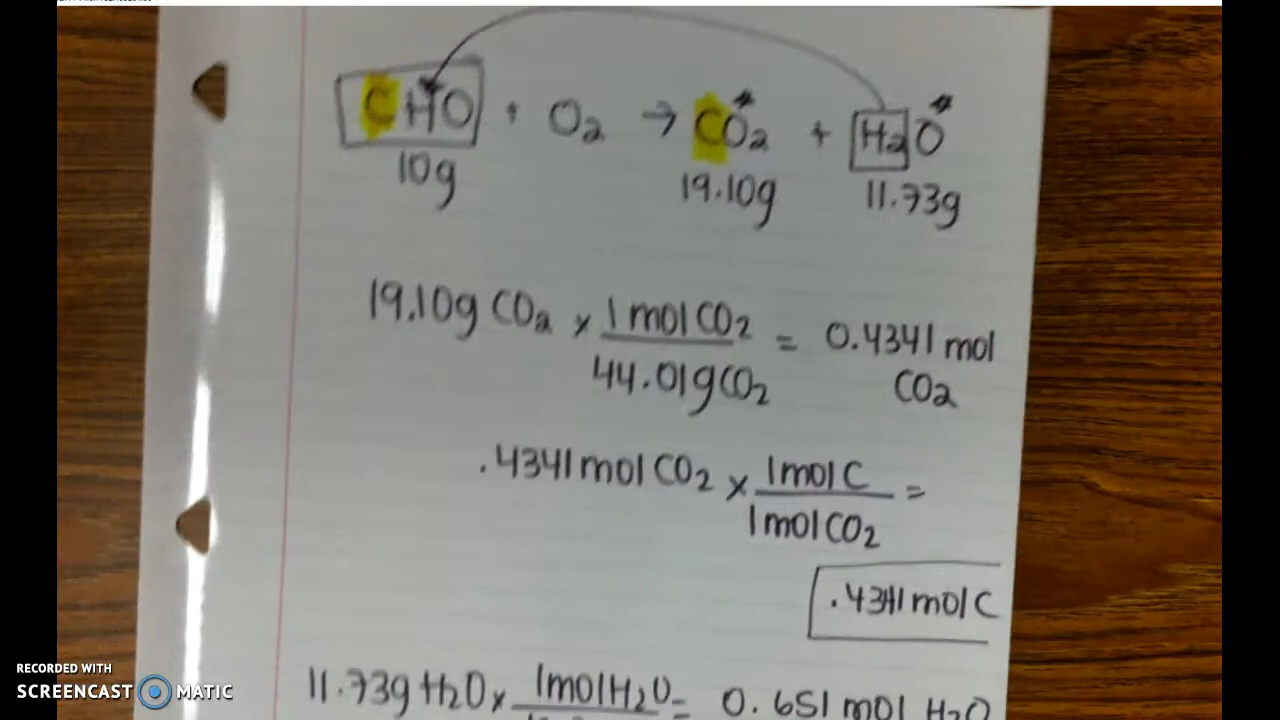 CHO + O2 → CO2* + H2O*
10g 19.10g 11.73g
19.10g CO2 x 1 mol CO2 = 0.4341 mol
44.01g CO2 CO2
.4341 mol CO2 x 1 mol C =
1 mol CO2
.4341 mol C
11.73g H2O x 1 mol H2O = 0.651 mol H2O
RECORDED WITH
SCREENCAST MATIC